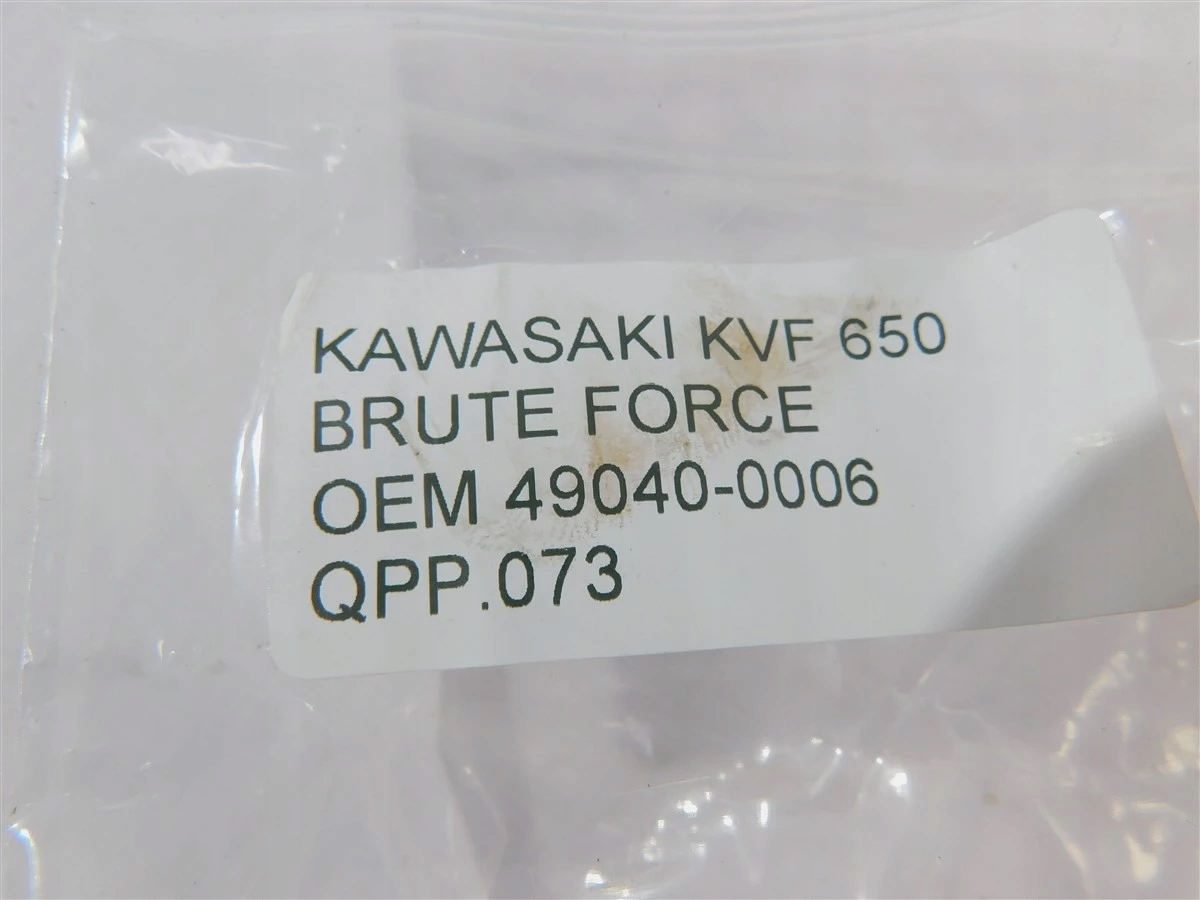 KAWASAKI KVF 650
BRUTE FORCE
OEM 49040-0006
QPP.073